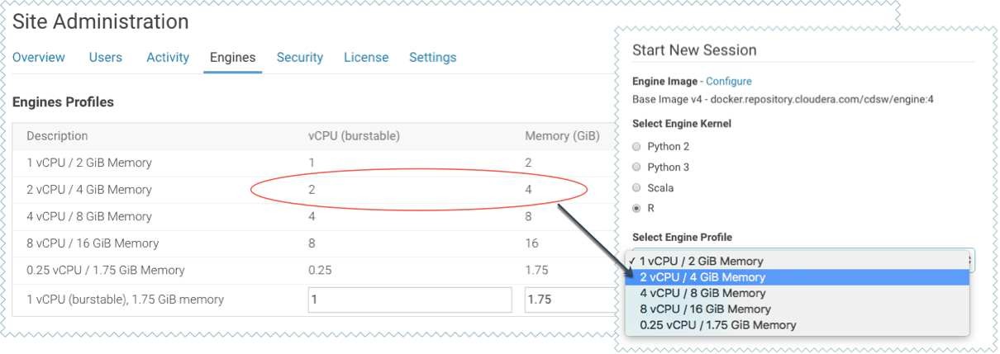 Site Administration
Overview Users Activity Engines Security License Settings
Engines Profiles
Description vCPU (burstable) Memory (GiB)
1 vCPU / 2 GiB Memory 1 2
2 vCPU / 4 GiB Memory 2 4
4 vCPU / 8 GiB Memory 4 8
8 vCPU / 16 GiB Memory 8 16
0.25 vCPU / 1.75 GiB Memory 0.25 1.75
1 vCPU (burstable), 1.75 GiB memory 1 1.75
Start New Session
Engine Image - Configure
Base Image v4 - docker.repository.cloudera.com/cdsw/engine:4
Select Engine Kernel
Python 2
Python 3
Scala
R
Select Engine Profile
✓ 1 vCPU / 2 GiB Memory
2 vCPU / 4 GiB Memory
4 vCPU / 8 GiB Memory
8 vCPU / 16 GiB Memory
0.25 vCPU / 1.75 GiB Memory